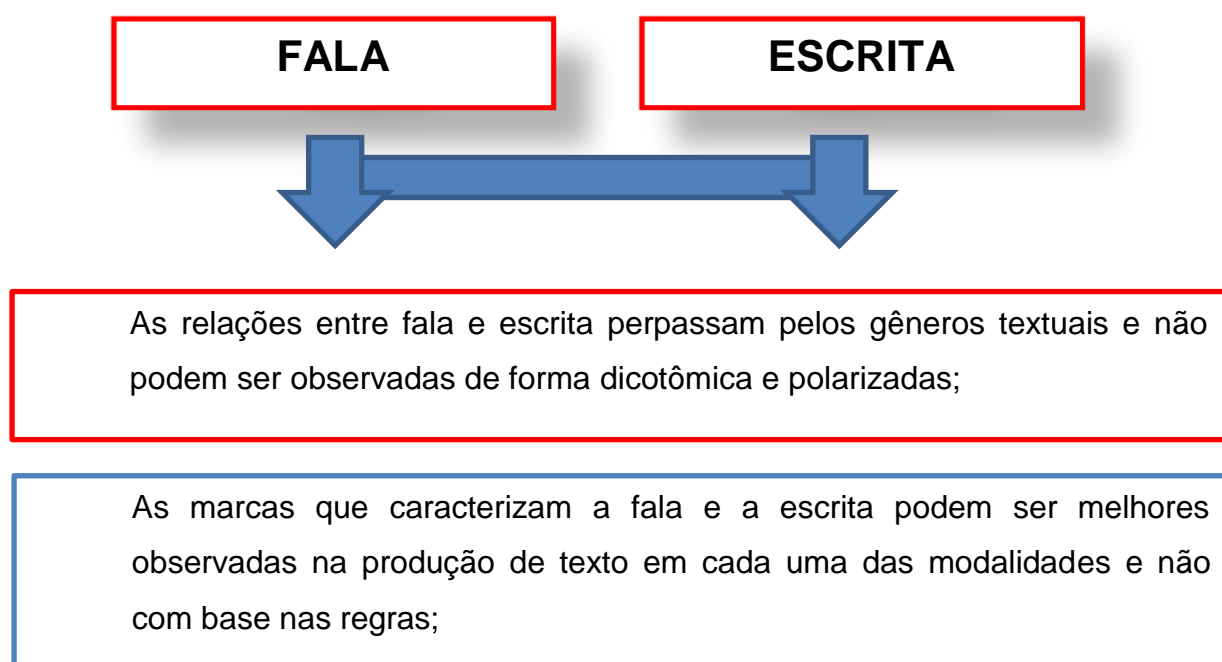 FALA
ESCRITA
As relações entre fala e escrita perpassam pelos gêneros textuais e não
podem ser observadas de forma dicotômica e polarizadas;
As marcas que caracterizam a fala e a escrita podem ser melhores
observadas na produção de texto em cada uma das modalidades e não
com base nas regras;